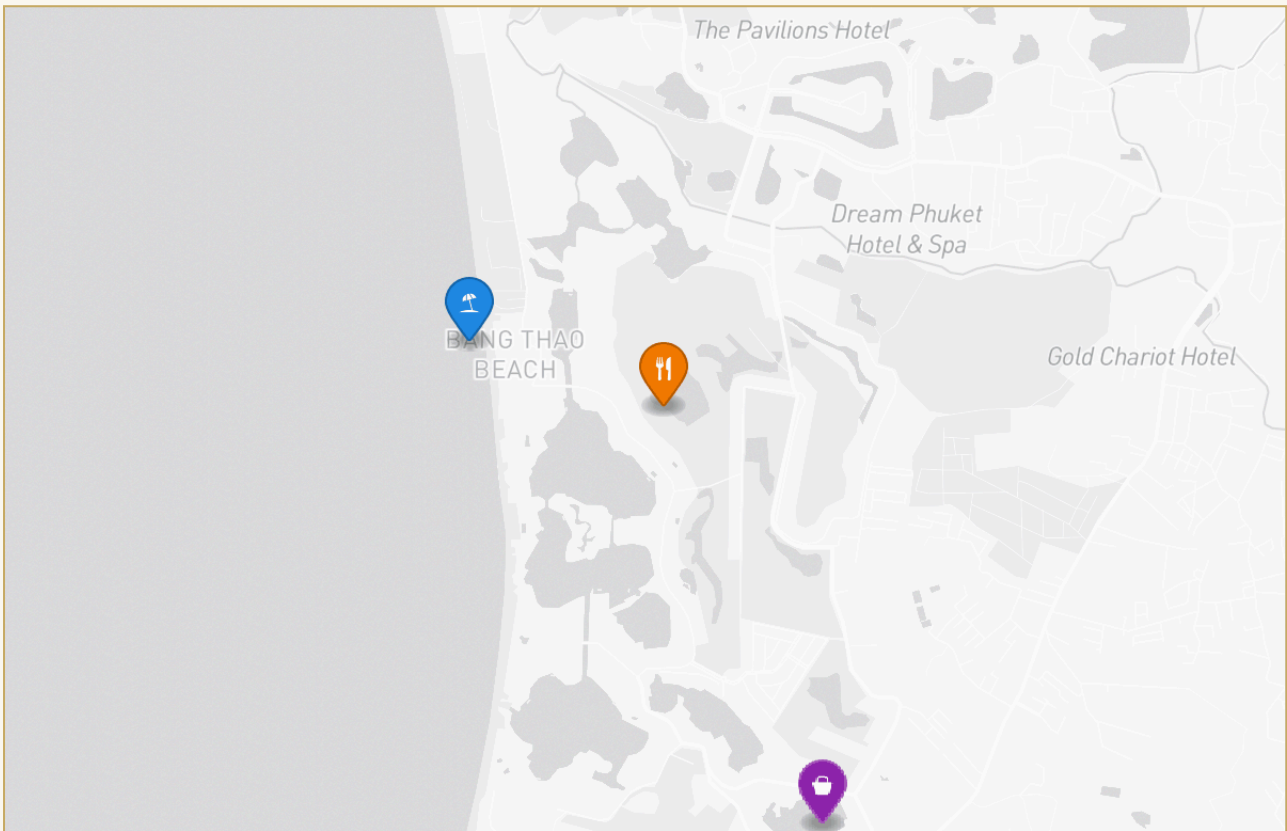 The Pavilions Hotel
Dream Phuket
Hotel & Spa
BANG THAO
BEACH
Gold Chariot Hotel